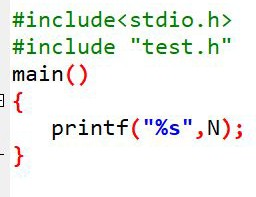 #include<stdio.h>
#include "test.h"
main()
{
printf("%s",N);
}